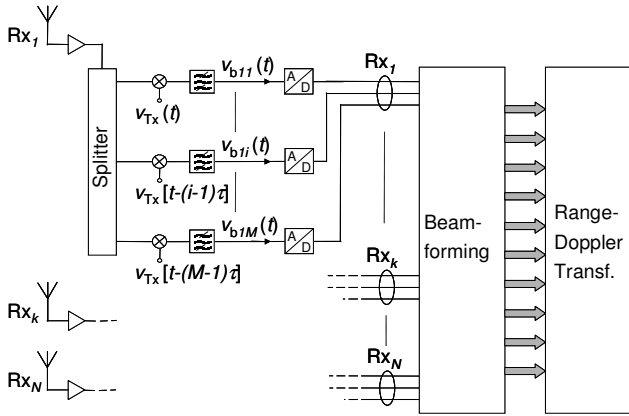 Rx1
Splitter
vb11(t)
vTx(t)
A
D
vb1i(t)
vTx[t-(i-1)τ]
A
D
vb1M(t)
vTx[t-(M-1)τ]
A
D
Rxk
RxN
Rx1
Rxk
RxN
Beam-
forming
Range-
Doppler
Transf.